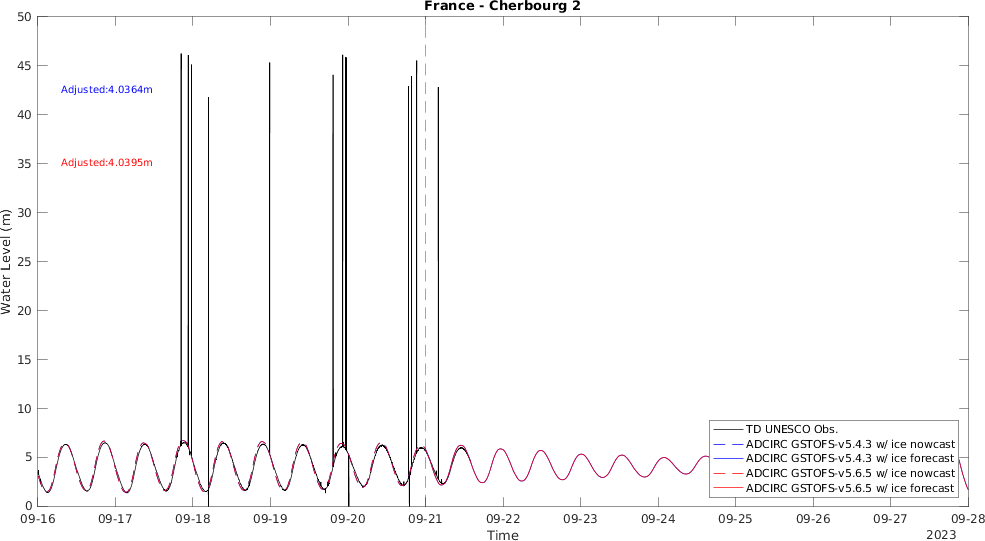 France - Cherbourg 2
50
45
40
35
30
25
20
15
10
5
0
Water Level (m)
Adjusted:4.0364m
Adjusted:4.0395m
TD UNESCO Obs.
ADCIRC GSTOFS-v5.4.3 w/ ice nowcast
ADCIRC GSTOFS-v5.4.3 w/ ice forecast
ADCIRC GSTOFS-v5.6.5 w/ ice nowcast
ADCIRC GSTOFS-v5.6.5 w/ ice forecast
09-16 09-17 09-18 09-19 09-20 09-21 09-22 09-23 09-24 09-25 09-26 09-27 09-28
Time
2023